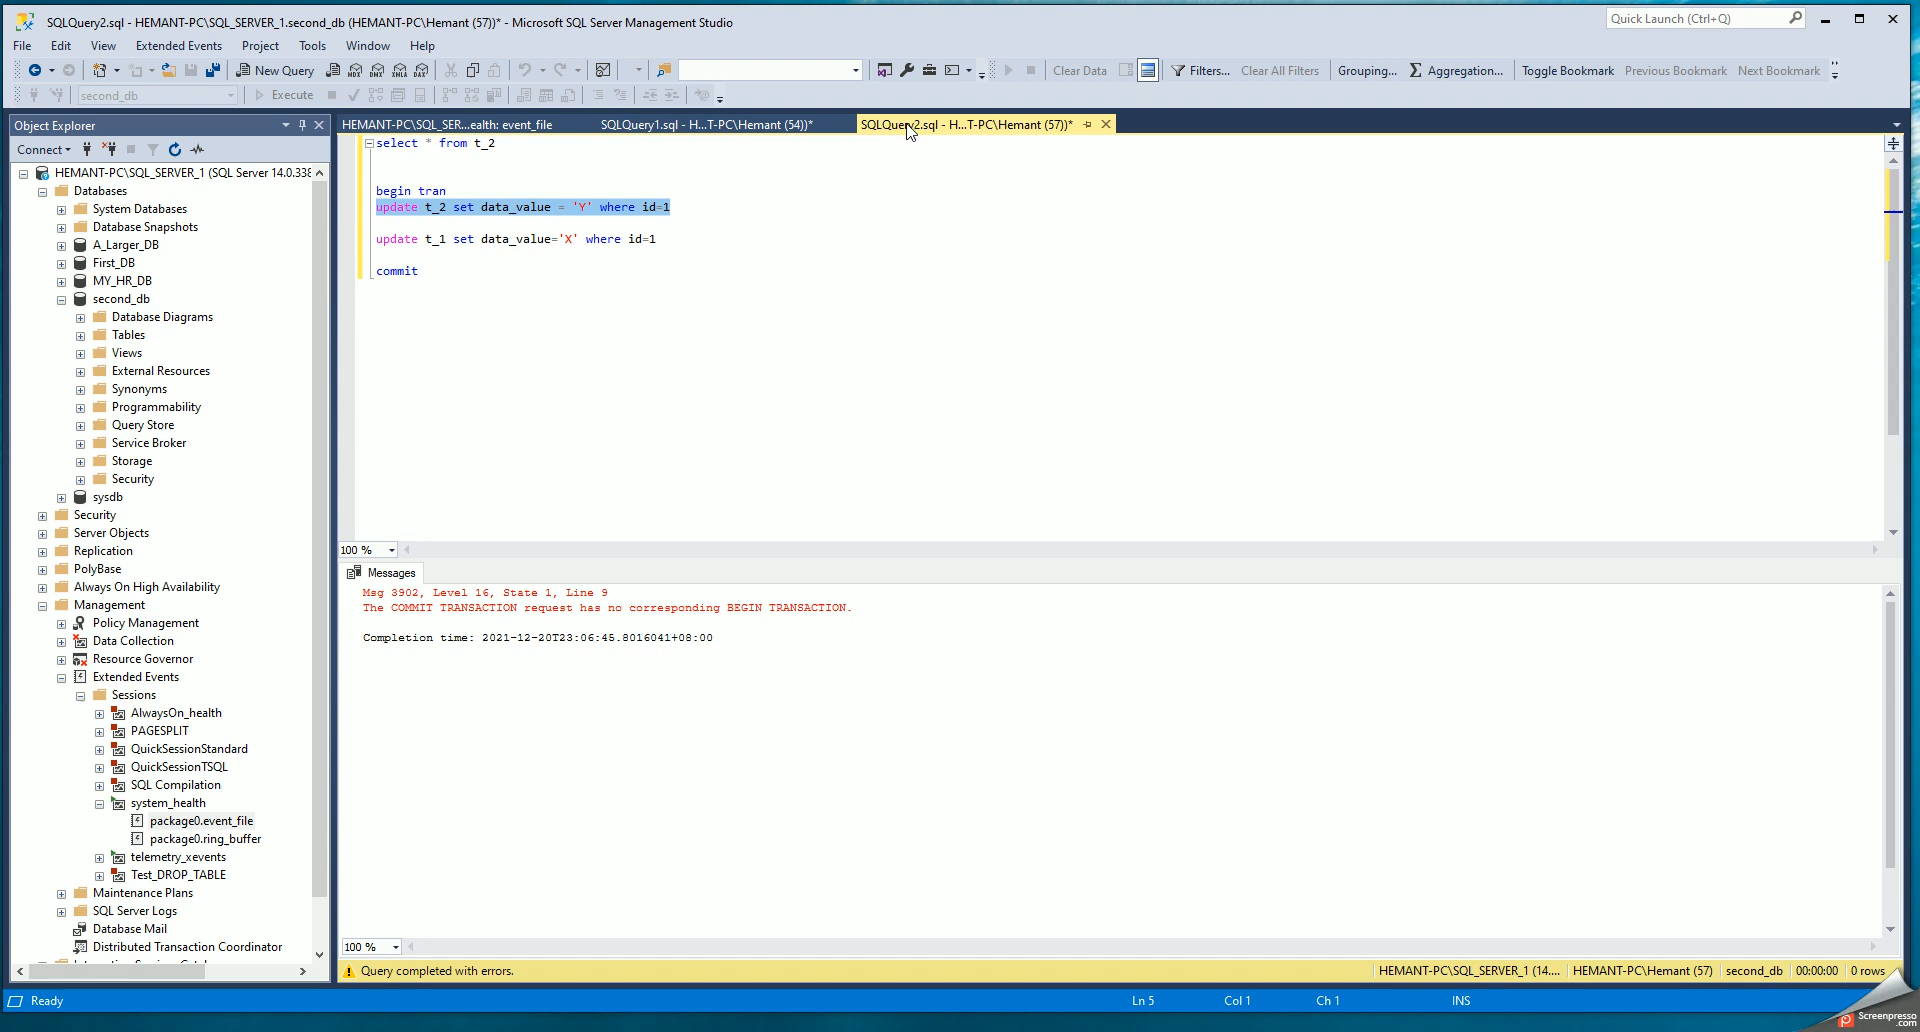 SQLQuery2.sql - HEMANT-PC\SQL_SERVER_1.second_db (HEMANT-PC\Hemant (57))* - Microsoft SQL Server Management Studio
Quick Launch (Ctrl+Q)
File Edit View Extended Events Project Tools Window Help
New Query MDX DMX XMLA DAX Clear Data Filters... Clear All Filters Grouping... Aggregation... Toggle Bookmark Previous Bookmark Next Bookmark
second_db Execute
Object Explorer
HEMANT-PC\SQL_SER...ealth: event_file SQLQuery1.sql - H...T-PC\Hemant (54))* SQLQuery2.sql - H...T-PC\Hemant (57))*
Connect
HEMANT-PC\SQL_SERVER_1 (SQL Server 14.0.338
Databases
System Databases
Database Snapshots
A_Larger_DB
First_DB
MY_HR_DB
second_db
Database Diagrams
Tables
Views
External Resources
Synonyms
Programmability
Query Store
Service Broker
Storage
Security
sysdb
Security
Server Objects
Replication
PolyBase
Always On High Availability
Management
Policy Management
Data Collection
Resource Governor
Extended Events
Sessions
AlwaysOn_health
PAGESPLIT
QuickSessionStandard
QuickSessionTSQL
SQL Compilation
system_health
package0.event_file
package0.ring_buffer
telemetry_xevents
Test_DROP_TABLE
Maintenance Plans
SQL Server Logs
Database Mail
Distributed Transaction Coordinator
select * from t_2
begin tran
update t_2 set data_value = 'Y' where id=1
update t_1 set data_value='X' where id=1
commit
100 %
Messages
Msg 3902, Level 16, State 1, Line 9
The COMMIT TRANSACTION request has no corresponding BEGIN TRANSACTION.
Completion time: 2021-12-20T23:06:45.8016041+08:00
100 %
Query completed with errors. HEMANT-PC\SQL_SERVER_1 (14.... HEMANT-PC\Hemant (57) second_db 00:00:00 0 rows
Ready Ln 5 Col 1 Ch 1 INS
Screenpresso
.com